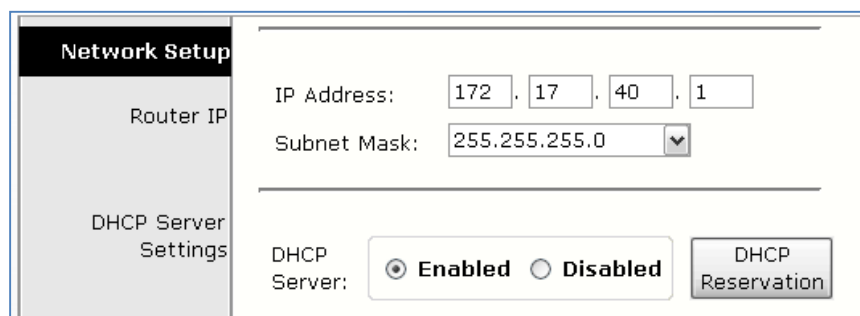 Network Setup
Router IP
IP Address: 172 . 17 . 40 . 1
Subnet Mask: 255.255.255.0
DHCP Server
Settings
DHCP
Server:
Enabled Disabled
DHCP
Reservation